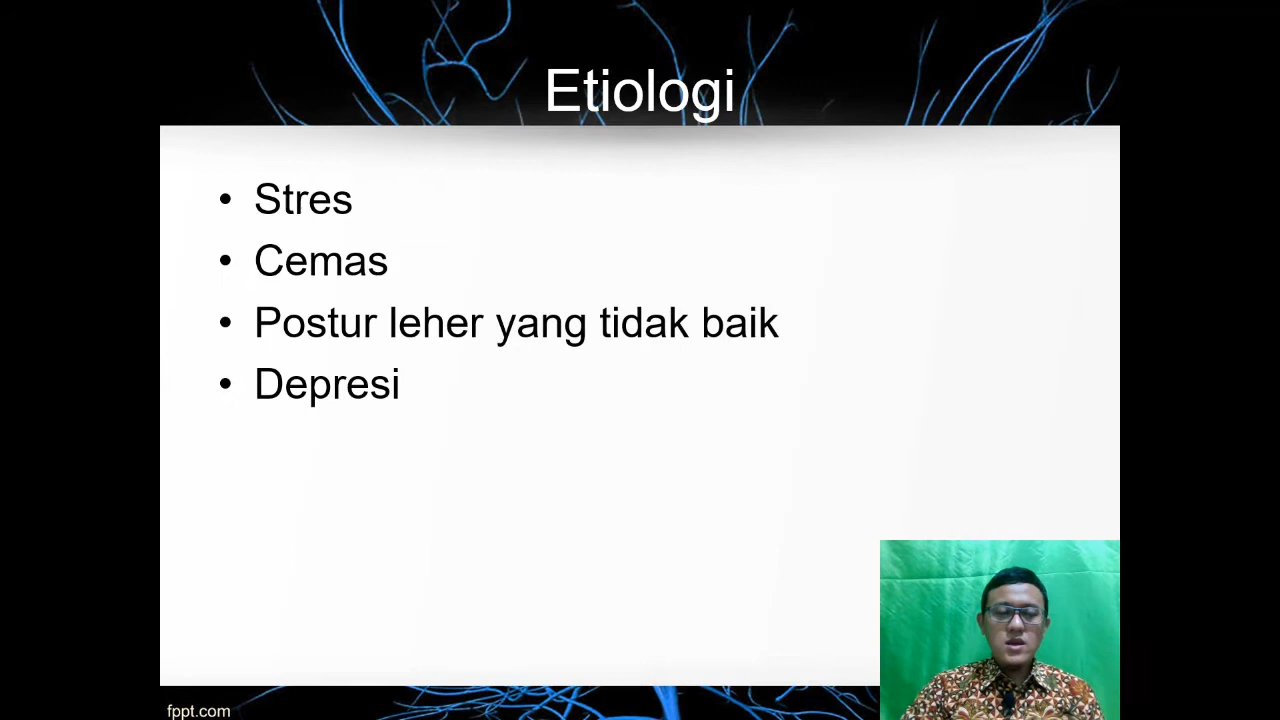 Etiologi
• Stres
• Cemas
• Postur leher yang tidak baik
• Depresi
fppt.com